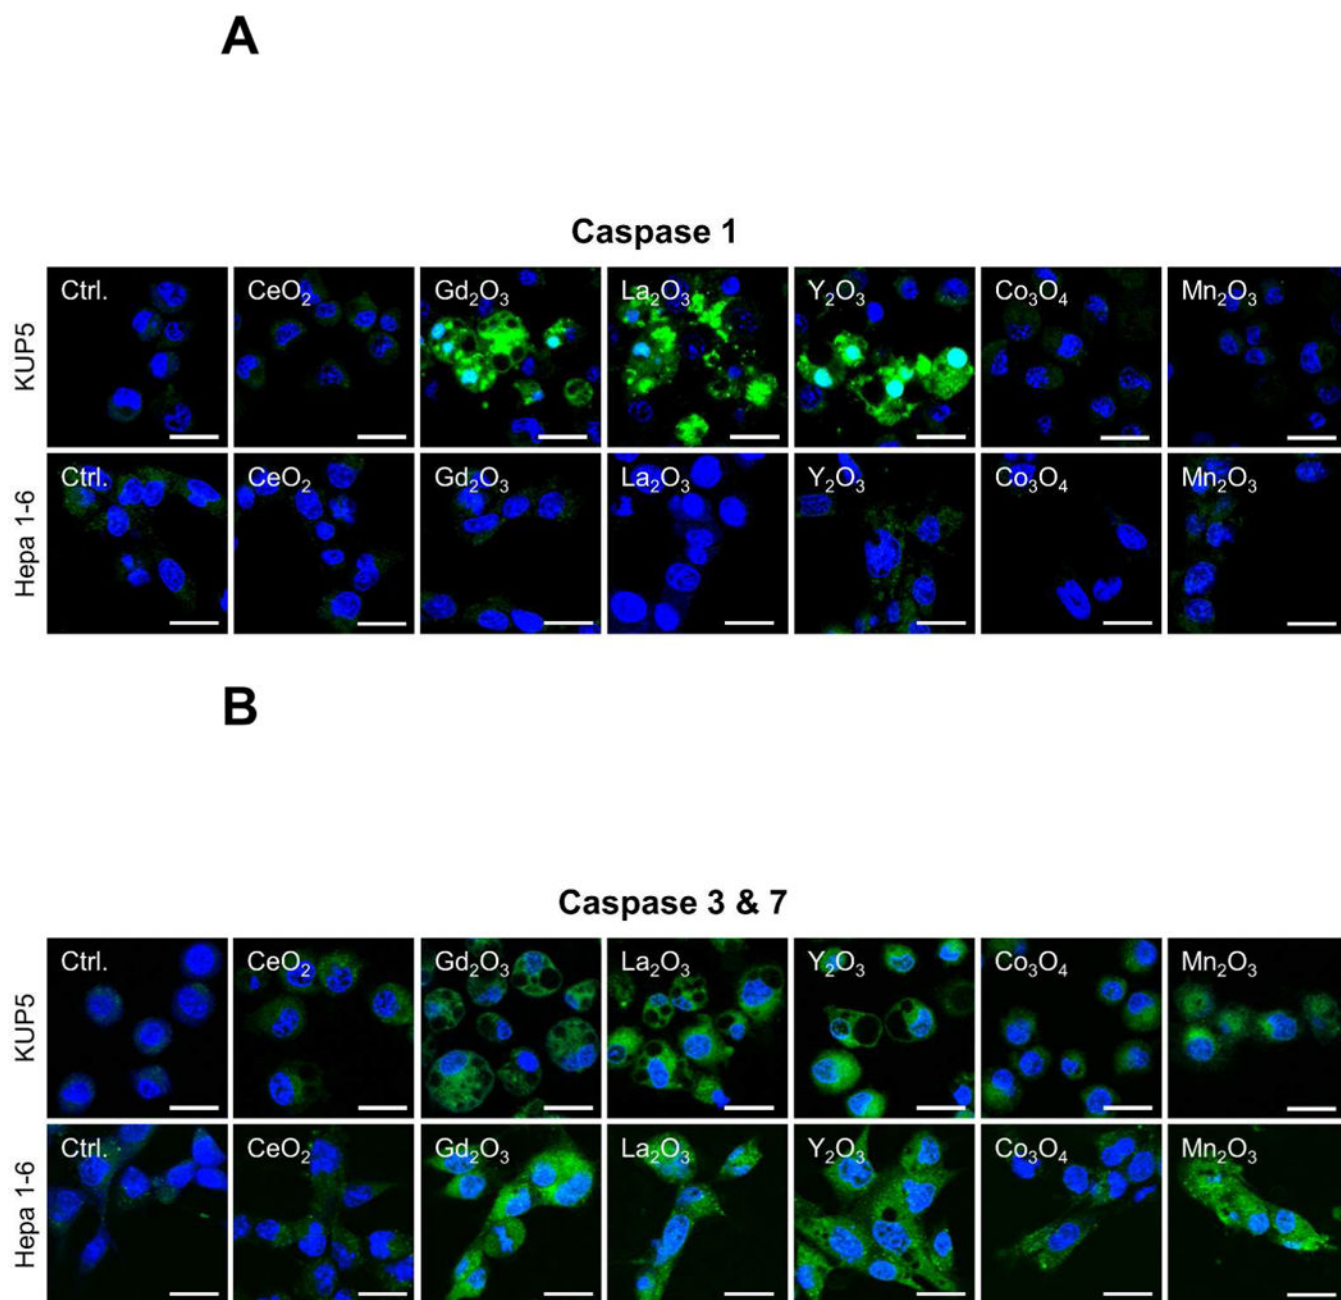 A
Caspase 1
KUP5
Ctrl. CeO₂ Gd₂O₃ La₂O₃ Y₂O₃ Co₃O₄ Mn₂O₃
Hepa 1-6
Ctrl. CeO₂ Gd₂O₃ La₂O₃ Y₂O₃ Co₃O₄ Mn₂O₃
B
Caspase 3 & 7
KUP5
Ctrl. CeO₂ Gd₂O₃ La₂O₃ Y₂O₃ Co₃O₄ Mn₂O₃
Hepa 1-6
Ctrl. CeO₂ Gd₂O₃ La₂O₃ Y₂O₃ Co₃O₄ Mn₂O₃